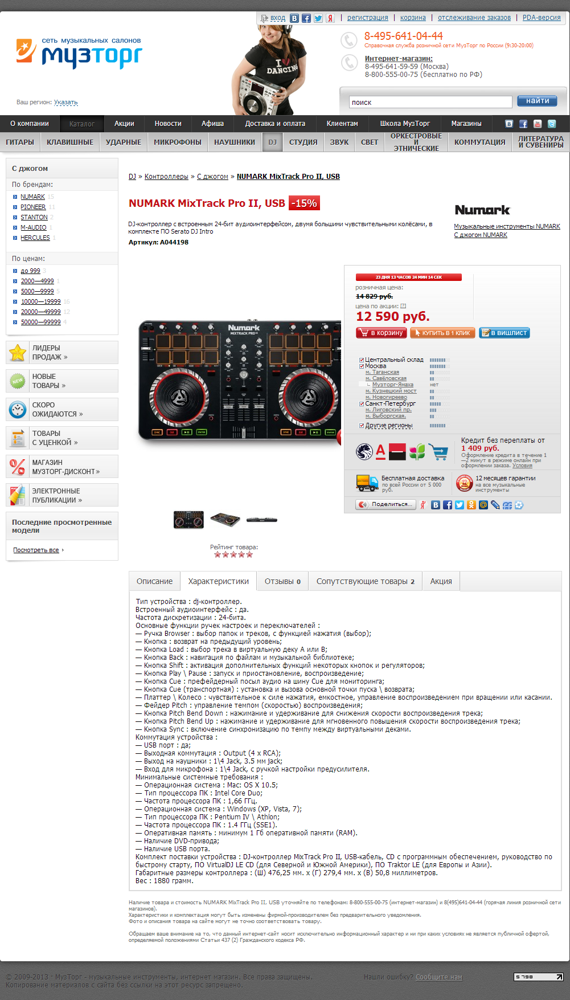 вход | регистрация | корзина | отслеживание заказов | PDA-версия
сеть музыкальных салонов
музторг
I ♥
DANCING
8-495-641-04-44
Справочная служба розничной сети МузТорг по России (9:30-20:00)
Интернет-магазин:
8-495-641-59-59 (Москва)
8-800-555-00-75 (бесплатно по РФ)
Ваш регион: Указать
поиск
найти
О компании Каталог Акции Новости Афиша Доставка и оплата Клиентам Школа МузТорг Магазины
ГИТАРЫ КЛАВИШНЫЕ УДАРНЫЕ МИКРОФОНЫ НАУШНИКИ DJ СТУДИЯ ЗВУК СВЕТ ОРКЕСТРОВЫЕ И ЭТНИЧЕСКИЕ КОММУТАЦИЯ ЛИТЕРАТУРА И СУВЕНИРЫ
С джогом
По брендам:
NUMARK 15
PIONEER 11
STANTON 2
M-AUDIO 1
HERCULES 1
По ценам:
до 999 3
2000—4999 1
5000—9999 5
10000—19999 16
20000—49999 12
50000—99999 4
ЛИДЕРЫ
ПРОДАЖ »
NEW
НОВЫЕ
ТОВАРЫ »
СКОРО
ОЖИДАЮТСЯ »
ТОВАРЫ
С УЦЕНКОЙ »
МАГАЗИН
МУЗТОРГ-ДИСКОНТ »
ЭЛЕКТРОННЫЕ
ПУБЛИКАЦИИ »
Последние просмотренные
модели
Посмотреть все
DJ » Контроллеры » С джогом » NUMARK MixTrack Pro II, USB
NUMARK MixTrack Pro II, USB -15%
DJ-контроллер с встроенным 24-бит аудиоинтерфейсом, двумя большими чувствительными колёсами, в
комплекте ПО Serato DJ Intro
Артикул: A044198
Numark
Музыкальные инструменты NUMARK
С джогом NUMARK
Numark
MIXTRACK PRO II
23 ДНЯ 13 ЧАСОВ 24 МИН 14 СЕК
розничная цена:
14 829 руб.
цена по акции: [?]
12 590 руб.
в корзину
КУПИТЬ В 1 КЛИК
в вишлист
Центральный склад
Москва
м. Таганская
м. Савёловская
Музторг-Ямаха нет
м. Кузнецкий мост
м. Новогиреево
Санкт-Петербург
м. Лиговский пр.
м. Выборгская.
Другие регионы
Кредит без переплаты от
1 409 руб.
Оформление кредита в течение 1
—2 минут в режиме онлайн при
оформлении заказа. Условия
Бесплатная доставка
по всей России от 5 000
руб.
12 месяцев гарантии
на все музыкальные
инструменты
Поделиться...
Рейтинг товара:
Описание Характеристики Отзывы 0 Сопутствующие товары 2 Акция
Тип устройства : dj-контроллер.
Встроенный аудиоинтерфейс : да.
Частота дискретизации : 24-бита.
Основные функции ручек настроек и переключателей :
— Ручка Browser : выбор папок и треков, с функцией нажатия (выбор);
— Кнопка : возврат на предыдущий уровень;
— Кнопка Load : выбор трека в виртуальную деку A или B;
— Кнопка Back : навигация по файлам и музыкальной библиотеке;
— Кнопка Shift : активация дополнительных функций некоторых кнопок и регуляторов;
— Кнопка Play \ Pause : запуск и приостановление, воспроизведение;
— Кнопка Cue : префейдерный посыл аудио на шину Cue для мониторинга;
— Кнопка Cue (транспортная) : установка и вызова основной точки пуска \ возврата;
— Платтер \ Колесо : чувствительное к силе нажатия, емкостное, управление воспроизведением при вращении или касании.
— Фейдер Pitch : управление темпом (скоростью) воспроизведения;
— Кнопка Pitch Bend Down : нажимание и удерживание для снижения скорости воспроизведения трека;
— Кнопка Pitch Bend Up : нажимание и удерживание для мгновенного повышения скорости воспроизведения трека;
— Кнопка Sync : включение синхронизацию по темпу между виртуальными деками.
Коммутация устройства :
— USB порт : да;
— Выходная коммутация : Output (4 x RCA);
— Выход на наушники : 1\4 Jack, 3.5 мм jack;
— Вход для микрофона : 1\4 Jack, с ручкой настройки предусилителя.
Минимальные системные требования :
— Операционная система : Mac: OS X 10.5;
— Тип процессора ПК : Intel Core Duo;
— Частота процессора ПК : 1,66 ГГц.
— Операционная система : Windows (XP, Vista, 7);
— Тип процессора ПК : Pentium IV \ Athlon;
— Частота процессора ПК : 1.4 ГГц (SSE1).
— Оперативная память : минимум 1 Гб оперативной памяти (RAM).
— Наличие DVD-привода;
— Наличие USB порта.
Комплект поставки устройства : DJ-контроллер MixTrack Pro II, USB-кабель, CD с программным обеспечением, руководство по
быстрому старту, ПО VirtualDJ LE CD (для Северной и Южной Америки), ПО Traktor LE (для Европы и Азии).
Габаритные размеры контроллера : (Ш) 476,25 мм. x (Г) 279,4 мм. x (В) 50,8 миллиметров.
Вес : 1880 грамм.
Наличие товара и стоимость NUMARK MixTrack Pro II, USB уточняйте по телефонам: 8-800-555-00-75 (интернет-магазин) и 8(495)641-04-44 (горячая линия розничной сети
магазинов).
Характеристики и комплектация могут быть изменены фирмой-производителем без предварительного уведомления.
Фото и описания товара на сайте могут не точно соответствовать товару.
Обращаем ваше внимание на то, что данный интернет-сайт носит исключительно информационный характер и ни при каких условиях не является публичной офертой,
определяемой положениями Статьи 437 (2) Гражданского кодекса РФ.
© 2009-2013 · МузТорг - музыкальные инструменты, интернет магазин. Все права защищены.
Копирование материалов с сайта без ссылки на этот ресурс запрещено.
Нашли ошибку? Сообщите нам
5 798